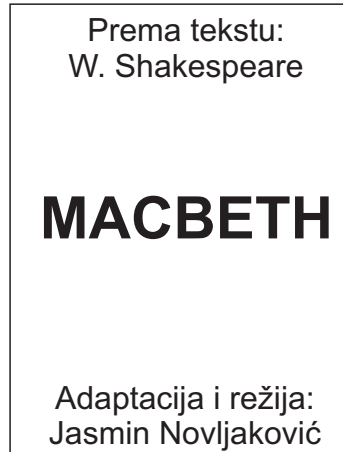 Prema tekstu:
W. Shakespeare
MACBETH
Adaptacija i režija:
Jasmin Novljaković